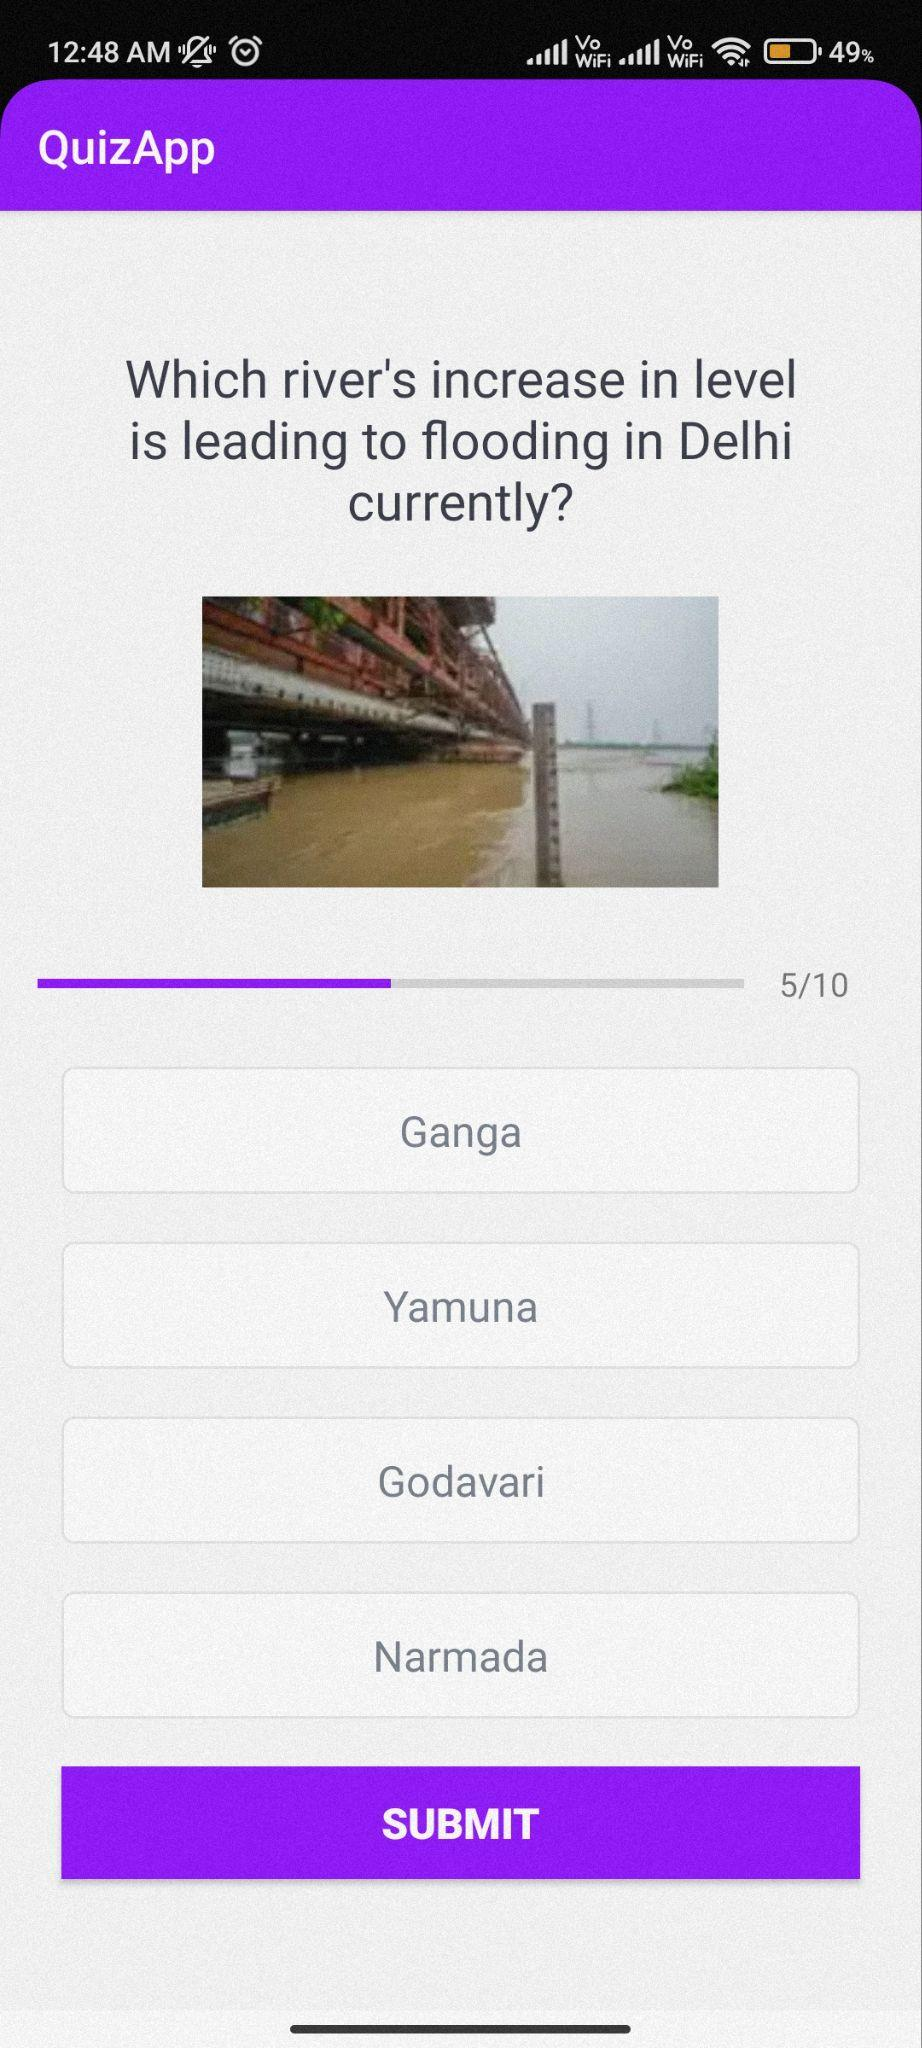 12:48 AM Vo WiFi Vo WiFi 49%
QuizApp
Which river's increase in level
is leading to flooding in Delhi
currently?
5/10
Ganga
Yamuna
Godavari
Narmada
SUBMIT